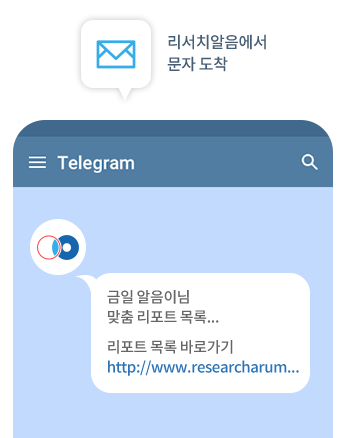 리서치알음에서
문자 도착
Telegram
금일 알음이님
맞춤 리포트 목록...
리포트 목록 바로가기
http://www.researcharum...